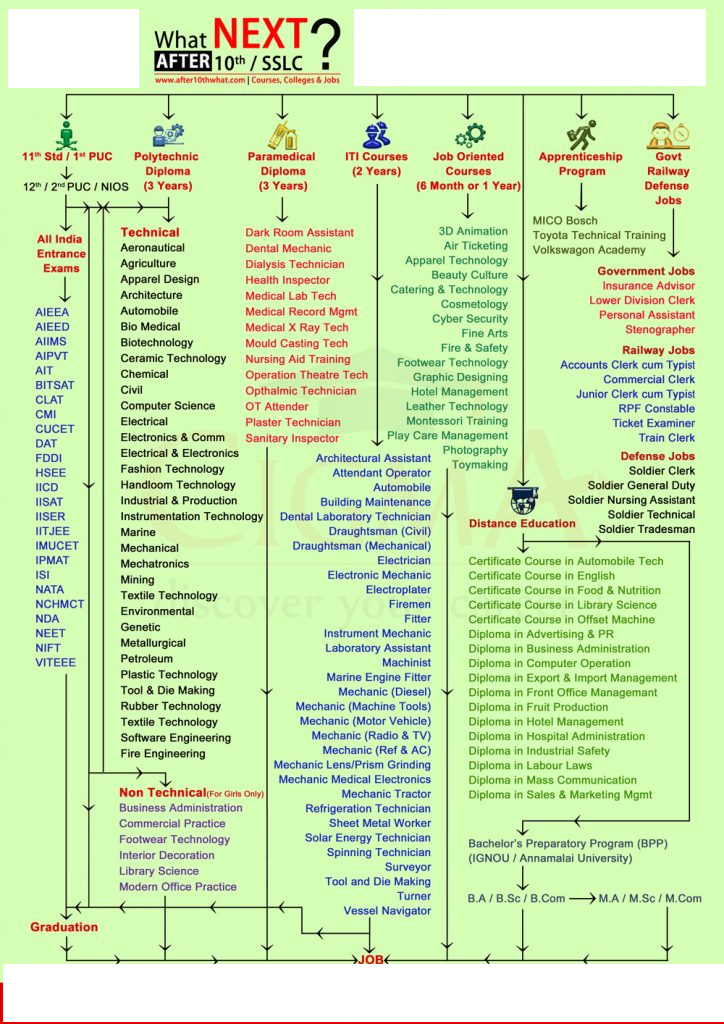 What NEXT
AFTER 10th / SSLC ?
www.after10thwhat.com | Courses, Colleges & Jobs
11th Std / 1st PUC
12th / 2nd PUC / NIOS
All India
Entrance
Exams
AIEEA
AIEED
AIIMS
AIPVT
AIT
BITSAT
CLAT
CMI
CUCET
DAT
FDDI
HSEE
IICD
IISAT
IISER
IITJEE
IMUCET
IPMAT
ISI
NATA
NCHMCT
NDA
NEET
NIFT
VITEEE
Graduation
Polytechnic
Diploma
(3 Years)
Technical
Aeronautical
Agriculture
Apparel Design
Architecture
Automobile
Bio Medical
Biotechnology
Ceramic Technology
Chemical
Civil
Computer Science
Electrical
Electronics & Comm
Electrical & Electronics
Fashion Technology
Handloom Technology
Industrial & Production
Instrumentation Technology
Marine
Mechanical
Mechatronics
Mining
Textile Technology
Environmental
Genetic
Metallurgical
Petroleum
Plastic Technology
Tool & Die Making
Rubber Technology
Textile Technology
Software Engineering
Fire Engineering
Non Technical(For Girls Only)
Business Administration
Commercial Practice
Footwear Technology
Interior Decoration
Library Science
Modern Office Practice
Paramedical
Diploma
(3 Years)
Dark Room Assistant
Dental Mechanic
Dialysis Technician
Health Inspector
Medical Lab Tech
Medical Record Mgmt
Medical X Ray Tech
Mould Casting Tech
Nursing Aid Training
Operation Theatre Tech
Opthalmic Technician
OT Attender
Plaster Technician
Sanitary Inspector
ITI Courses
(2 Years)
Architectural Assistant
Attendant Operator
Automobile
Building Maintenance
Dental Laboratory Technician
Draughtsman (Civil)
Draughtsman (Mechanical)
Electrician
Electronic Mechanic
Electroplater
Firemen
Fitter
Instrument Mechanic
Laboratory Assistant
Machinist
Marine Engine Fitter
Mechanic (Diesel)
Mechanic (Machine Tools)
Mechanic (Motor Vehicle)
Mechanic (Radio & TV)
Mechanic (Ref & AC)
Mechanic Lens/Prism Grinding
Mechanic Medical Electronics
Mechanic Tractor
Refrigeration Technician
Sheet Metal Worker
Solar Energy Technician
Spinning Technician
Surveyor
Tool and Die Making
Turner
Vessel Navigator
JOB
Job Oriented
Courses
(6 Month or 1 Year)
3D Animation
Air Ticketing
Apparel Technology
Beauty Culture
Catering & Technology
Cosmetology
Cyber Security
Fine Arts
Fire & Safety
Footwear Technology
Graphic Designing
Hotel Management
Leather Technology
Montessori Training
Play Care Management
Photography
Toymaking
Distance Education
Certificate Course in Automobile Tech
Certificate Course in English
Certificate Course in Food & Nutrition
Certificate Course in Library Science
Certificate Course in Offset Machine
Diploma in Advertising & PR
Diploma in Business Administration
Diploma in Computer Operation
Diploma in Export & Import Management
Diploma in Front Office Managemant
Diploma in Fruit Production
Diploma in Hotel Management
Diploma in Hospital Administration
Diploma in Industrial Safety
Diploma in Labour Laws
Diploma in Mass Communication
Diploma in Sales & Marketing Mgmt
Bachelor's Preparatory Program (BPP)
(IGNOU / Annamalai University)
B.A / B.Sc / B.Com
M.A / M.Sc / M.Com
Apprenticeship
Program
MICO Bosch
Toyota Technical Training
Volkswagon Academy
Govt
Railway
Defense
Jobs
Government Jobs
Insurance Advisor
Lower Division Clerk
Personal Assistant
Stenographer
Railway Jobs
Accounts Clerk cum Typist
Commercial Clerk
Junior Clerk cum Typist
RPF Constable
Ticket Examiner
Train Clerk
Defense Jobs
Soldier Clerk
Soldier General Duty
Soldier Nursing Assistant
Soldier Technical
Soldier Tradesman
CIGMA
discover you